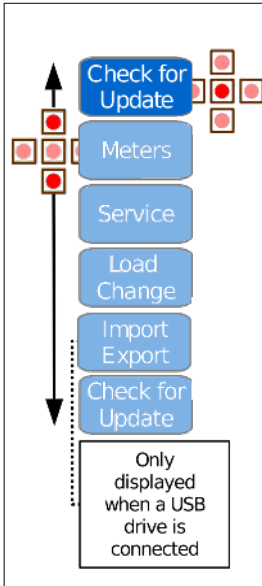 Check for
Update
Meters
Service
Load
Change
Import
Export
Check for
Update
Only
displayed
when a USB
drive is
connected